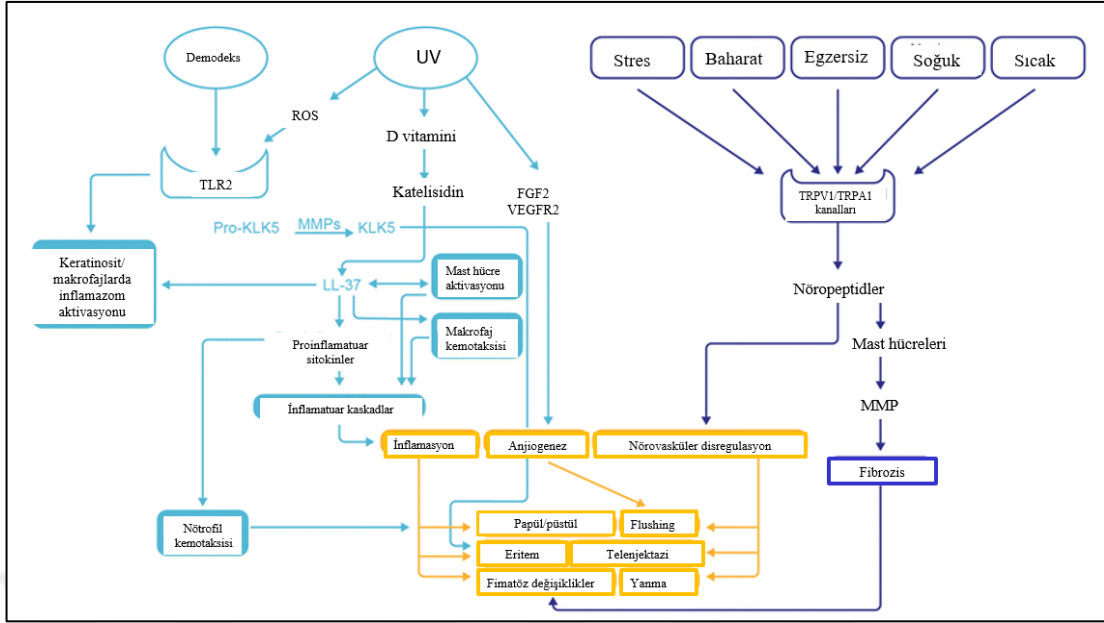 Demodeks
UV
Stres
Baharat
Egzersiz
Soğuk
Sıcak
ROS
D vitamini
TLR2
Katelisidin
FGF2
VEGFR2
TRPV1/TRPA1
kanalları
Pro-KLK5
MMPs
KLK5
Keratinosit/
makrofajlarda
inflamazom
aktivasyonu
LL-37
Mast hücre
aktivasyonu
Nöropeptidler
Makrofaj
kemotaksisi
Proinflamatuar
sitokinler
Mast hücreleri
İnflamatuar kaskadlar
MMP
İnflamasyon
Anjiogenez
Nörovasküler disregulasyon
Fibrozis
Nötrofil
kemotaksisi
Papül/püstül
Flushing
Eritem
Telenjektazi
Fimatöz değişiklikler
Yanma